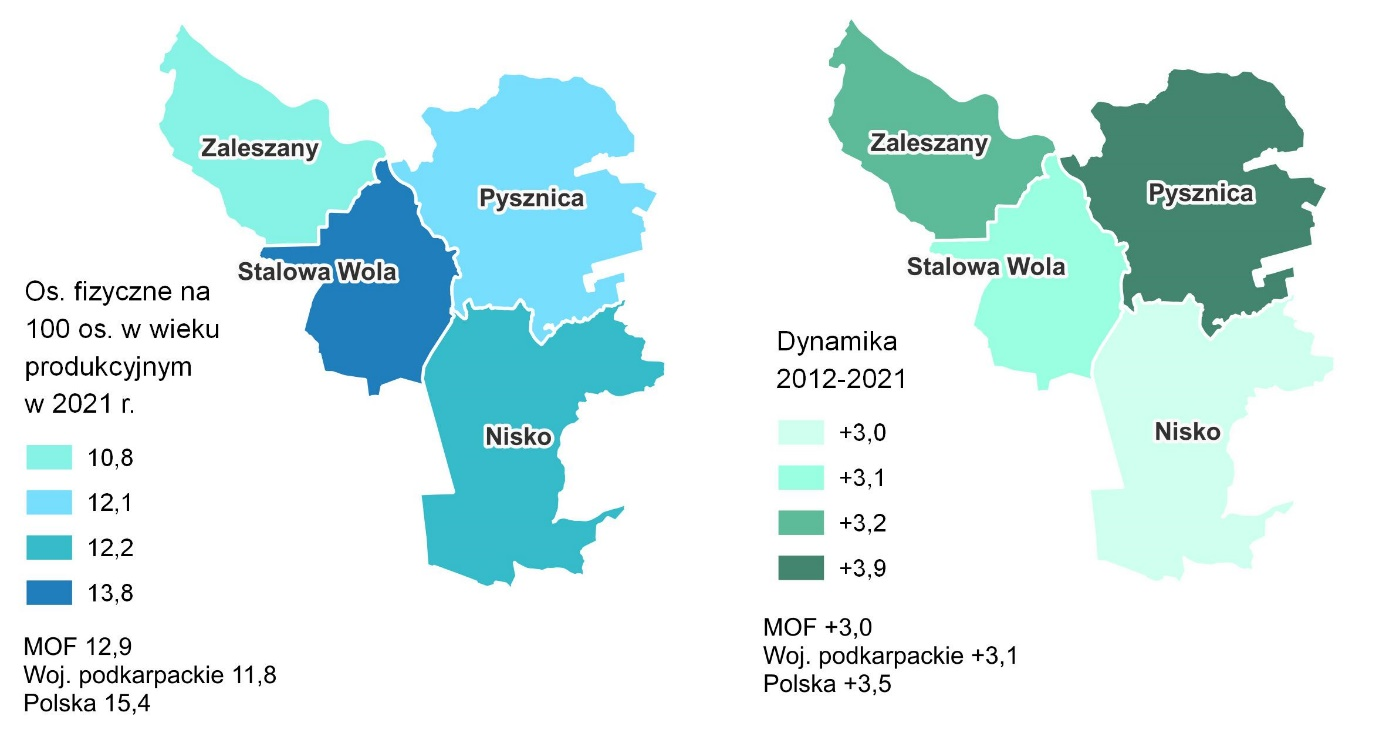 Zaleszany
Pysznica
Stalowa Wola
Nisko
Os. fizyczne na
100 os. w wieku
produkcyjnym
w 2021 r.
10,8
12,1
12,2
13,8
MOF 12,9
Woj. podkarpackie 11,8
Polska 15,4
Zaleszany
Pysznica
Stalowa Wola
Nisko
Dynamika
2012-2021
+3,0
+3,1
+3,2
+3,9
MOF +3,0
Woj. podkarpackie +3,1
Polska +3,5